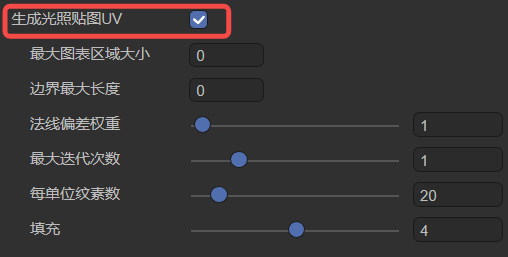 生成光照贴图UV
最大图表区域大小 0
边界最大长度 0
法线偏差权重 1
最大迭代次数 1
每单位纹素数 20
填充 4